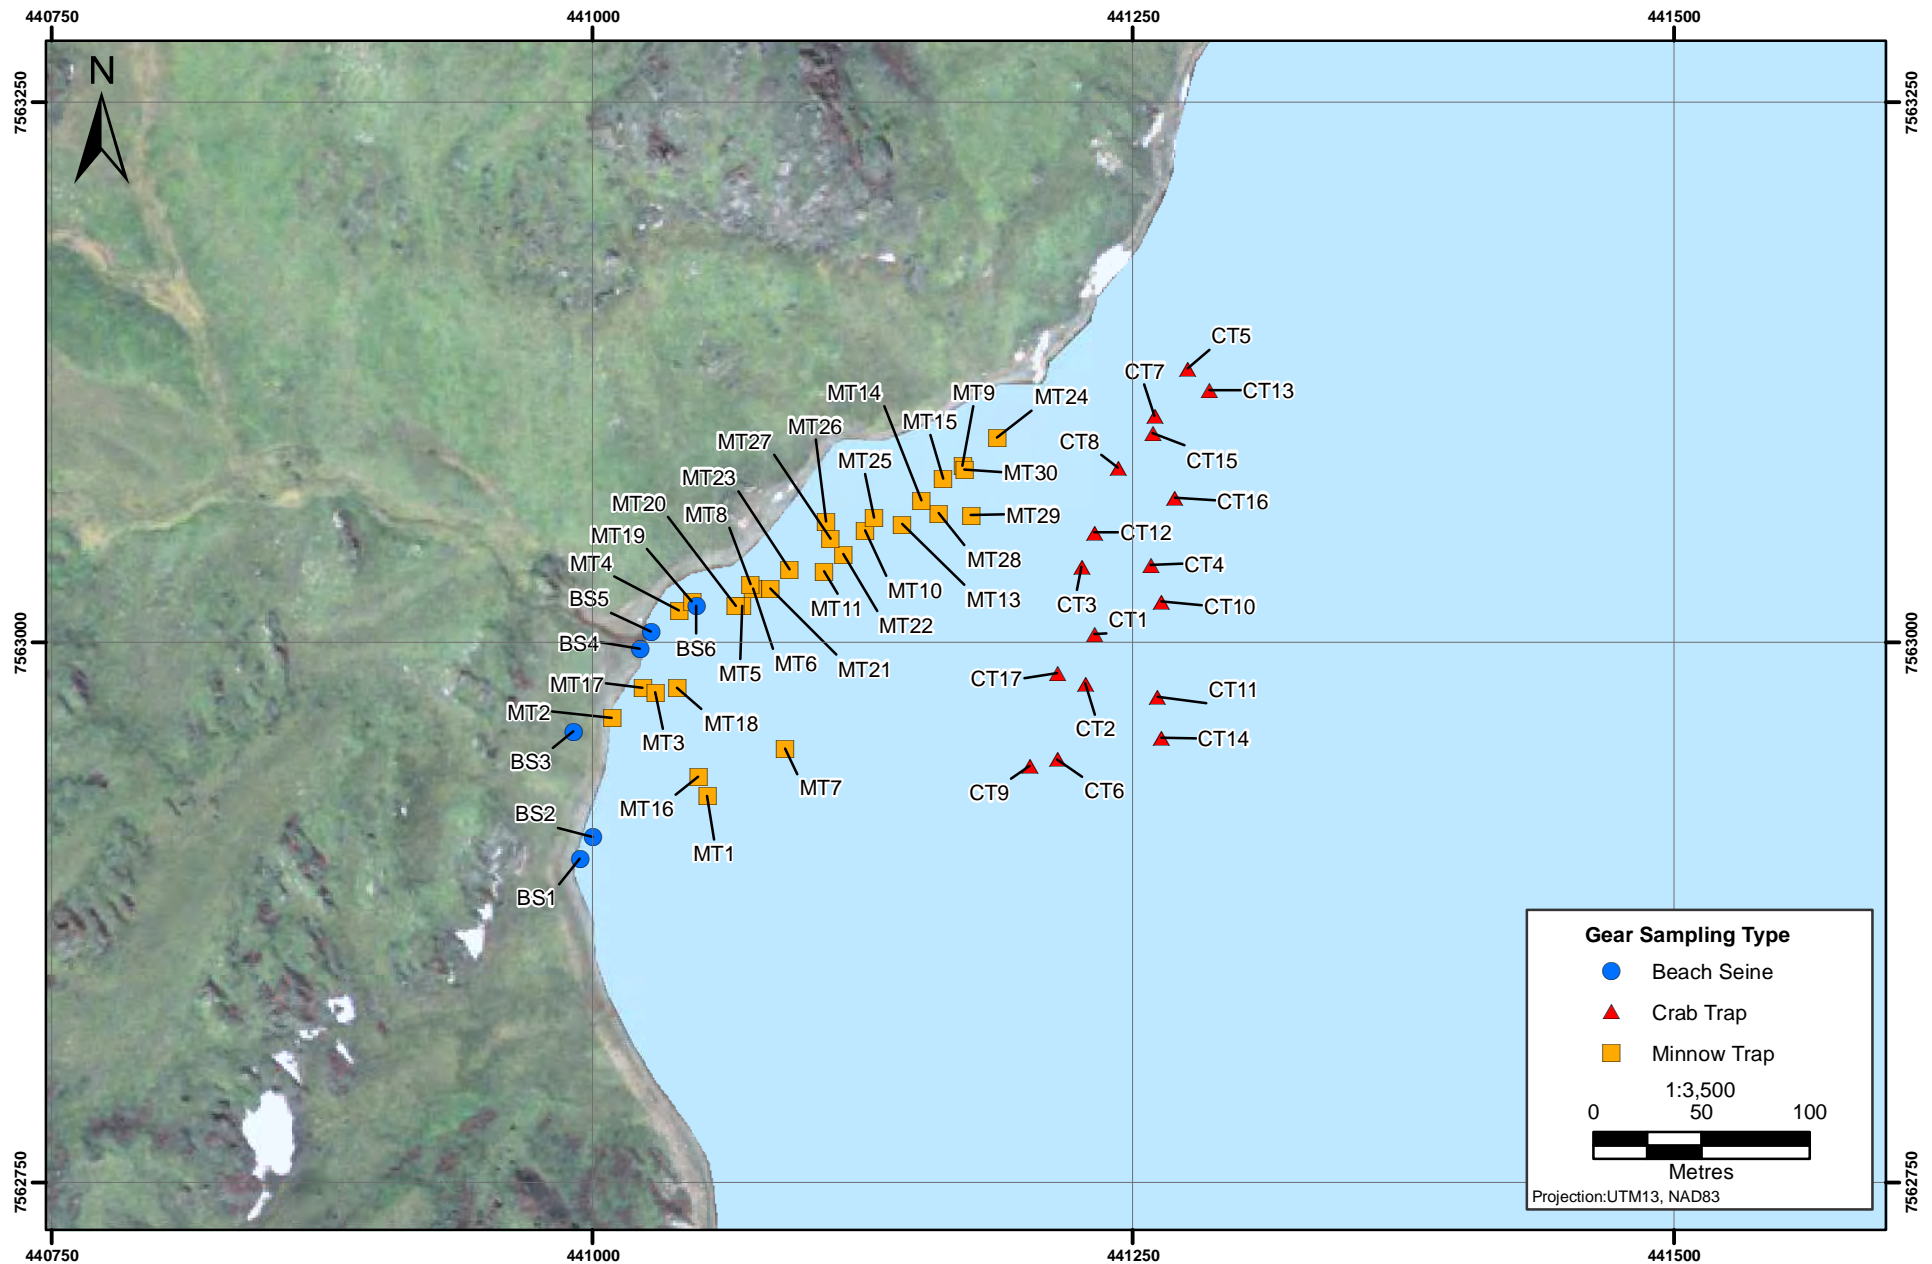 440750 441000 441250 441500
N
7563250 7563250
CT5
CT7
CT13
MT14 MT9 MT24
MT15
MT26
MT27 CT8
MT25 CT15
MT23 MT30
MT20 CT16
MT8 MT29
MT19 CT12
MT28
MT4 CT4
MT10
BS5 MT13
MT11 CT3 CT10
CT1
MT22
7563000 BS4 BS6 7563000
MT6
MT5 MT21
CT17
MT17
CT11
MT2 MT18 CT2
MT3 CT14
BS3
MT7 CT9 CT6
MT16
BS2
MT1
BS1
Gear Sampling Type
Beach Seine
Crab Trap
Minnow Trap
1:3,500
0 50 100
Metres
Projection:UTM13, NAD83
7562750 7562750
440750 441000 441250 441500